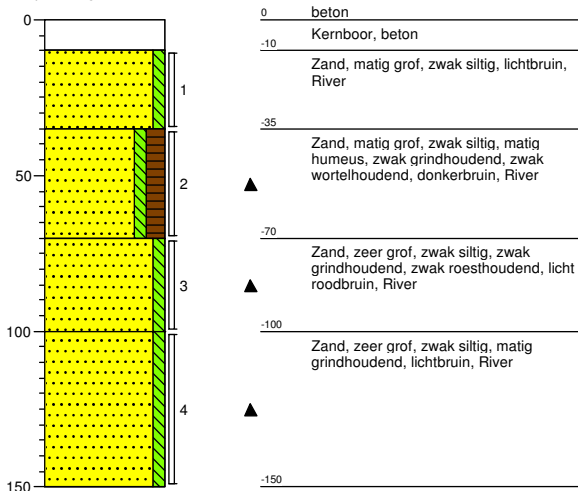 0
50
100
150
1
2
3
4
0 beton
Kernboor, beton
-10
Zand, matig grof, zwak siltig, lichtbruin,
River
-35
Zand, matig grof, zwak siltig, matig
humeus, zwak grindhoudend, zwak
wortelhoudend, donkerbruin, River
-70
Zand, zeer grof, zwak siltig, zwak
grindhoudend, zwak roesthoudend, licht
roodbruin, River
-100
Zand, zeer grof, zwak siltig, matig
grindhoudend, lichtbruin, River
-150